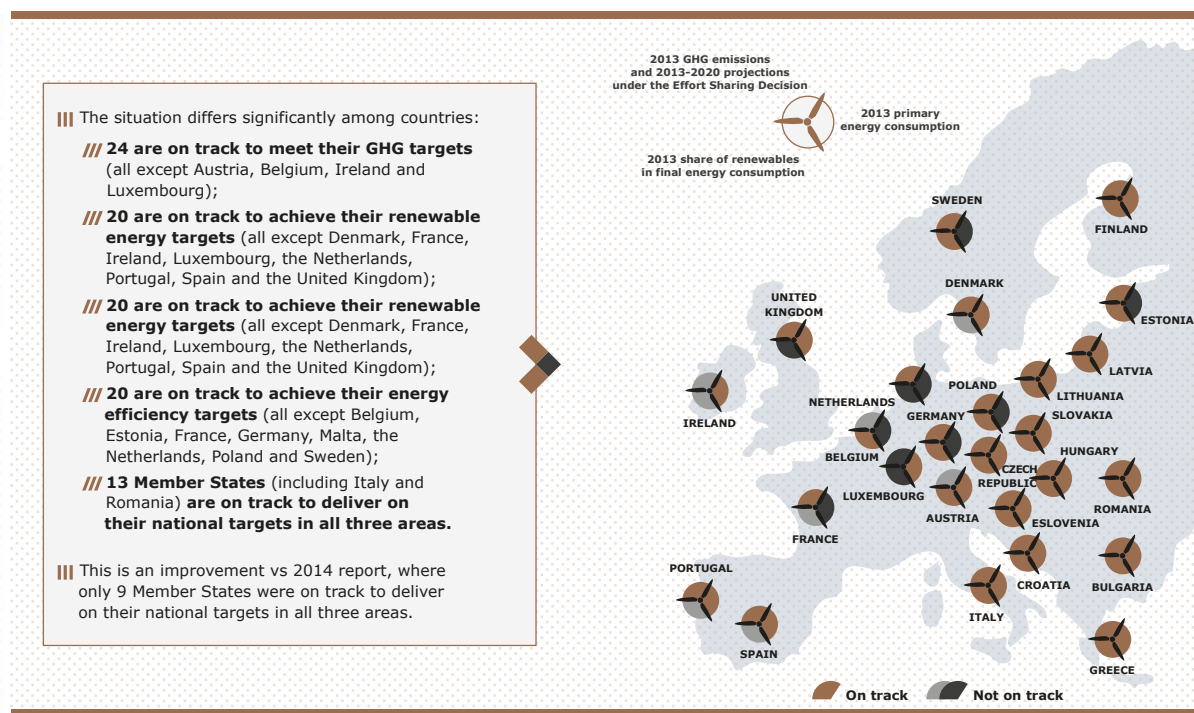 The situation differs significantly among countries:
24 are on track to meet their GHG targets
(all except Austria, Belgium, Ireland and
Luxembourg);
20 are on track to achieve their renewable
energy targets (all except Denmark, France,
Ireland, Luxembourg, the Netherlands,
Portugal, Spain and the United Kingdom);
20 are on track to achieve their renewable
energy targets (all except Denmark, France,
Ireland, Luxembourg, the Netherlands,
Portugal, Spain and the United Kingdom);
20 are on track to achieve their energy
efficiency targets (all except Belgium,
Estonia, France, Germany, Malta, the
Netherlands, Poland and Sweden);
13 Member States (including Italy and
Romania) are on track to deliver on
their national targets in all three areas.
This is an improvement vs 2014 report, where
only 9 Member States were on track to deliver
on their national targets in all three areas.
2013 GHG emissions
and 2013-2020 projections
under the Effort Sharing Decision
2013 primary
energy consumption
2013 share of renewables
in final energy consumption
SWEDEN
FINLAND
DENMARK
UNITED
KINGDOM
ESTONIA
LATVIA
POLAND
LITHUANIA
NETHERLANDS
IRELAND
GERMANY
SLOVAKIA
BELGIUM
HUNGARY
CZECH
REPUBLIC
LUXEMBOURG
AUSTRIA
ROMANIA
ESLOVENIA
FRANCE
PORTUGAL
CROATIA
BULGARIA
ITALY
SPAIN
GREECE
On track
Not on track